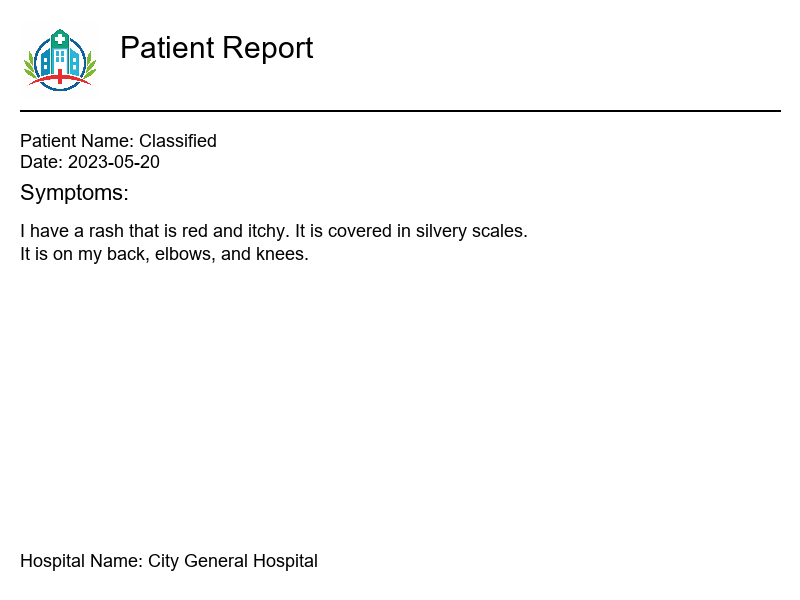 Patient Report
Patient Name: Classified
Date: 2023-05-20
Symptoms:
I have a rash that is red and itchy. It is covered in silvery scales.
It is on my back, elbows, and knees.
Hospital Name: City General Hospital